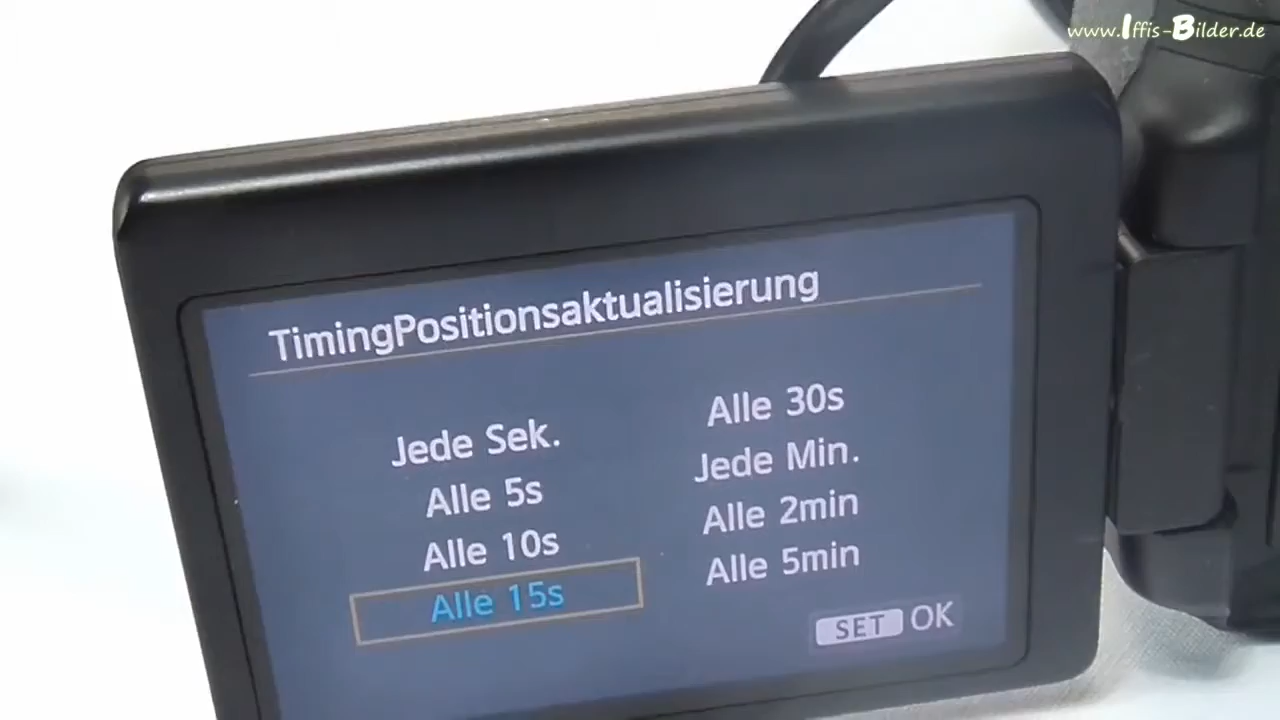 www.Iffis-Bilder.de
TimingPositionsaktualisierung
Jede Sek.
Alle 5s
Alle 10s
Alle 15s
Alle 30s
Jede Min.
Alle 2min
Alle 5min
SET OK